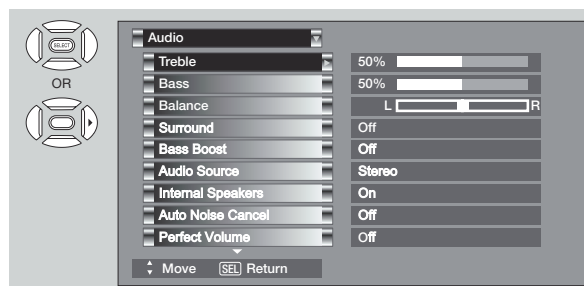 SELECT
OR
Audio
Treble 50%
Bass 50%
Balance L R
Surround Off
Bass Boost Off
Audio Source Stereo
Internal Speakers On
Auto Noise Cancel Off
Perfect Volume Off
Move SEL Return